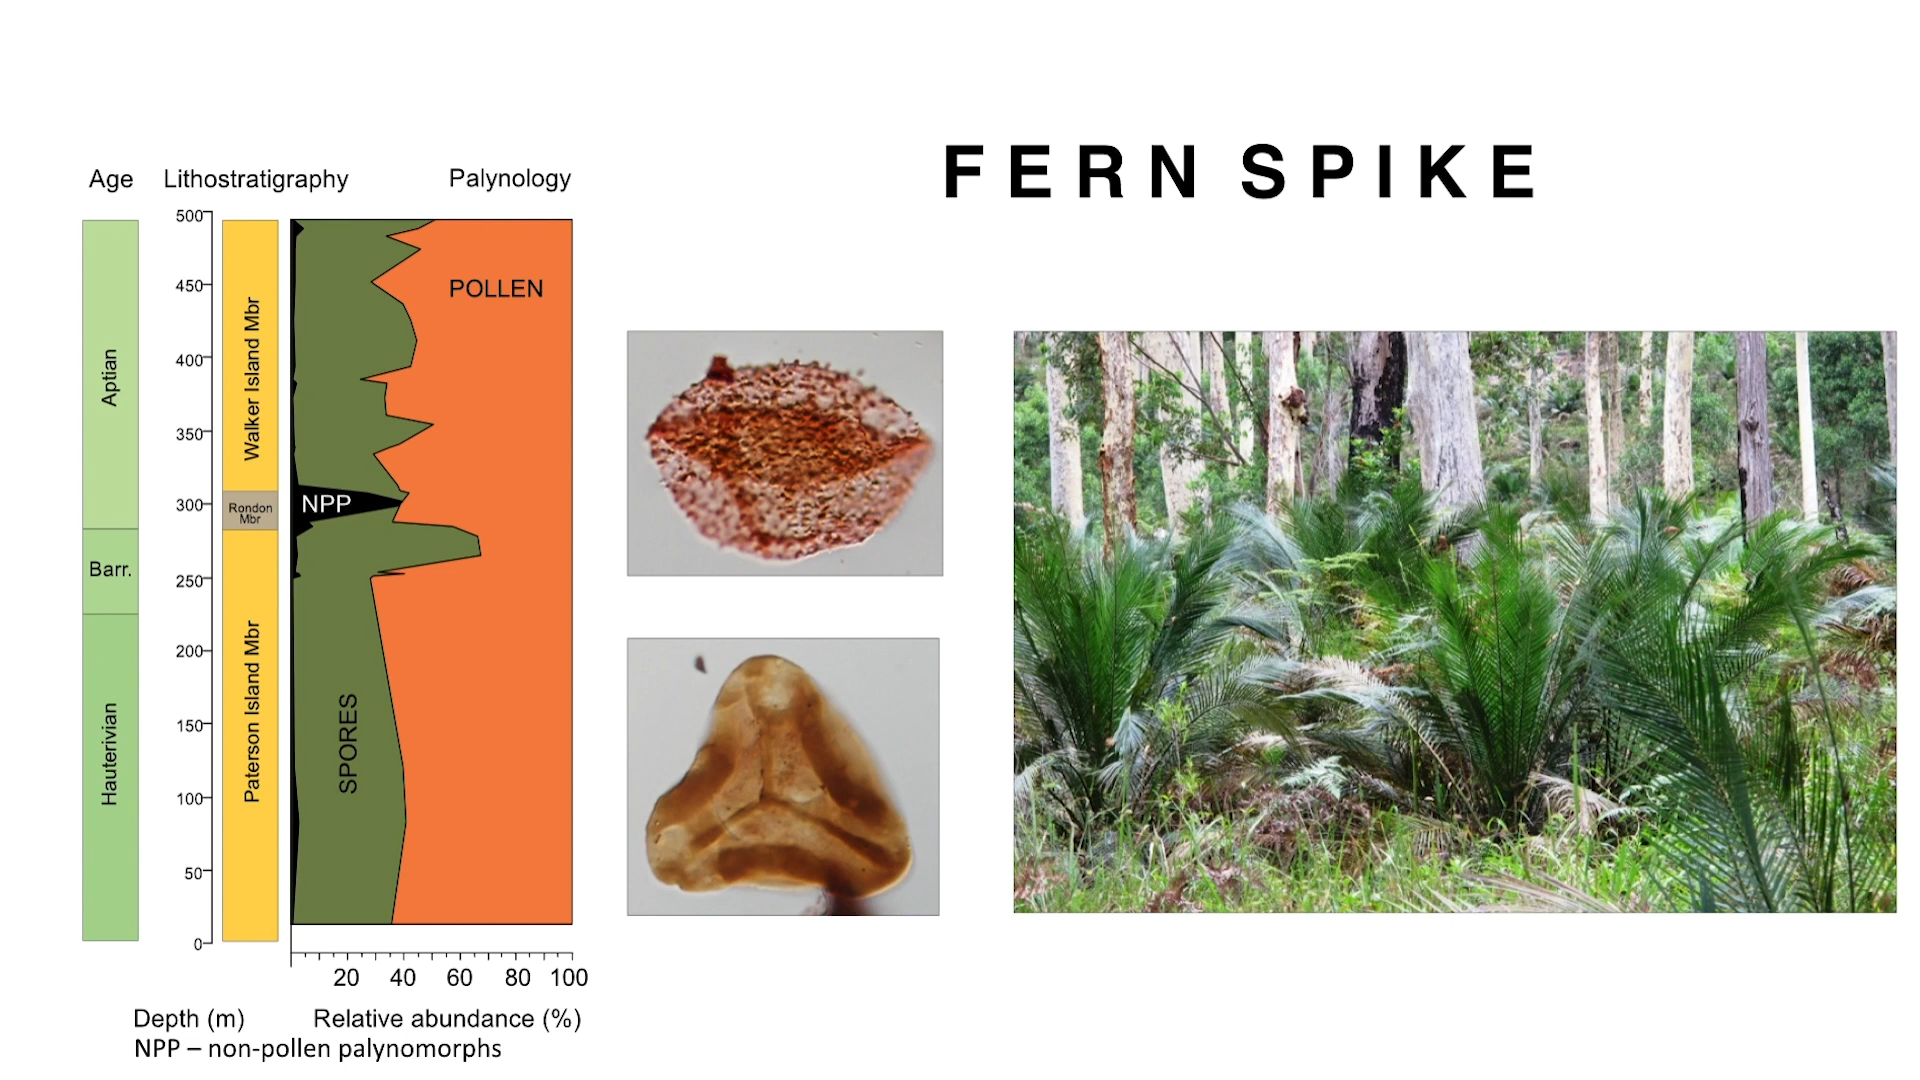 FERN SPIKE
Age
Lithostratigraphy
Palynology
Aptian
Barr.
Hauterivian
500
450
400
350
300
250
200
150
100
50
0
Walker Island Mbr
Rondon
Mbr
Paterson Island Mbr
POLLEN
NPP
SPORES
20 40 60 80 100
Depth (m)
Relative abundance (%)
NPP – non-pollen palynomorphs